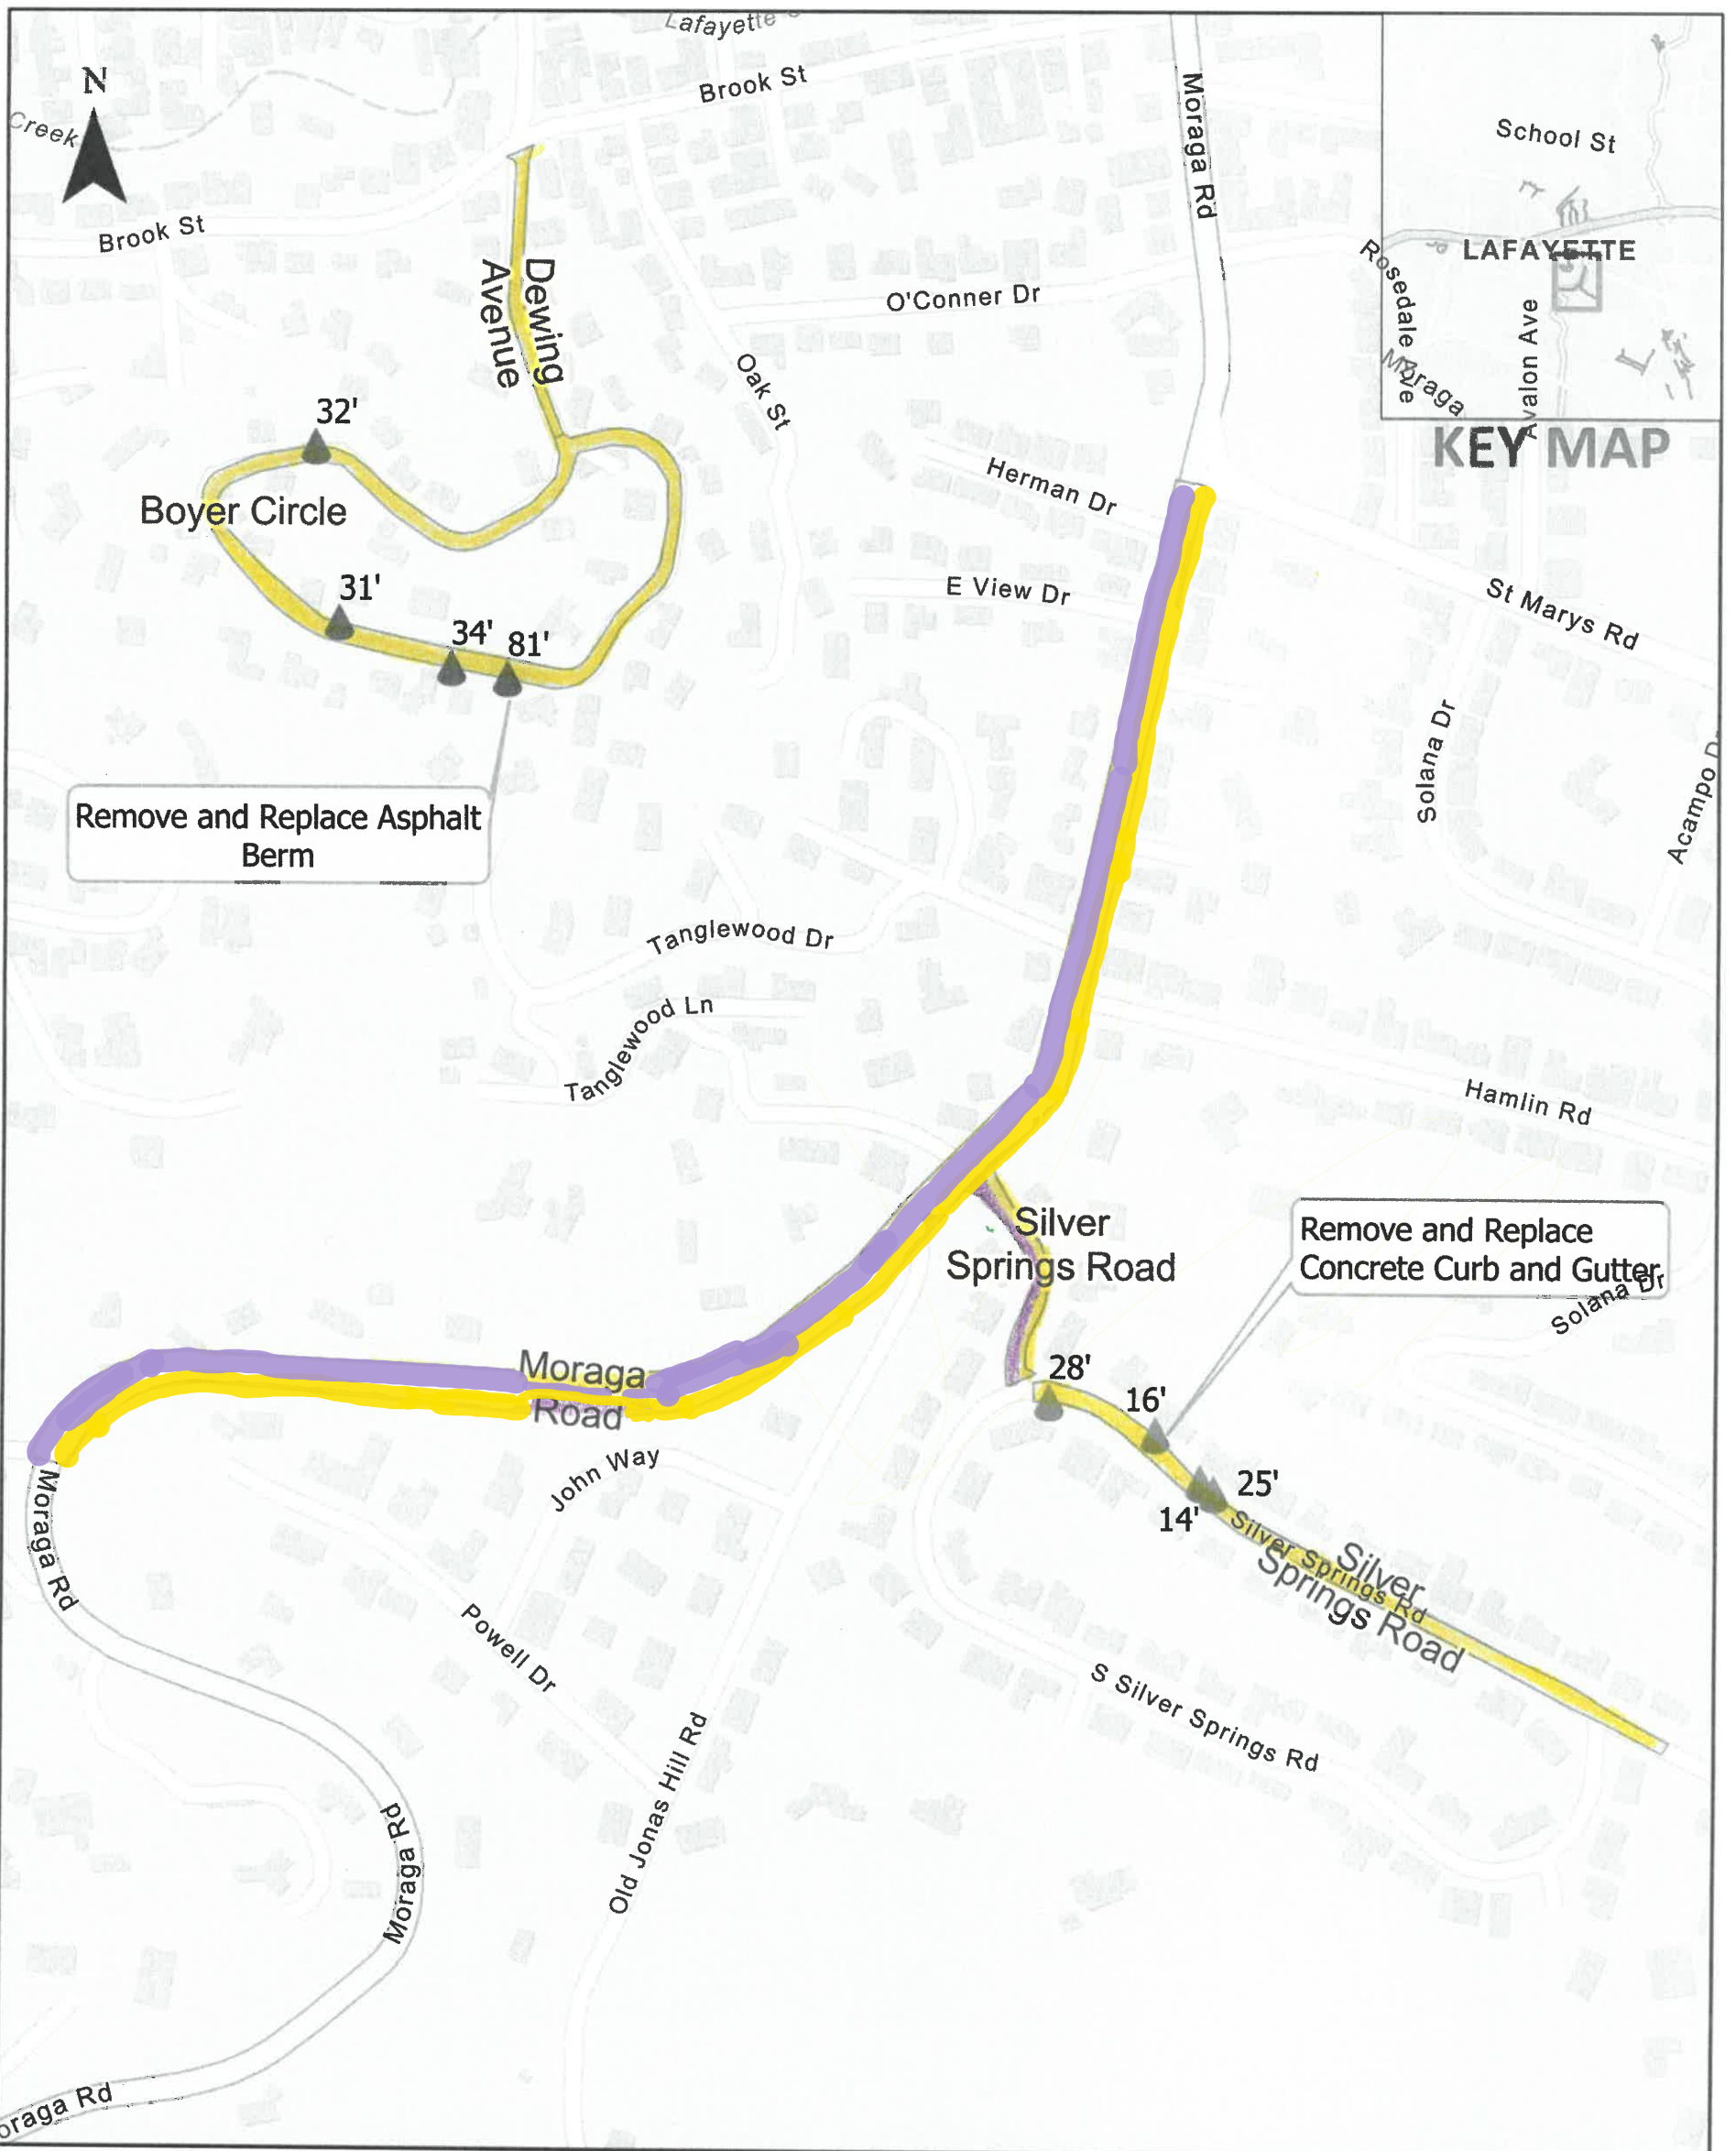 Lafayette
N
Brook St
Moraga Rd
School St
Creek
Brook St
LAFAYETTE
Rosedale Ave
Dewing
Avenue
O'Conner Dr
Avalon Ave
Moraga
Oak St
32'
KEY MAP
Herman Dr
Boyer Circle
31'
E View Dr
St Marys Rd
34'
81'
Solana Dr
Acampo D
Remove and Replace Asphalt
Berm
Tanglewood Dr
Tanglewood Ln
Hamlin Rd
Silver
Springs Road
Remove and Replace
Concrete Curb and Gutter
Solana Dr
Moraga
Road
28'
16'
John Way
25'
14'
Moraga Rd
Silver Springs Rd
Silver
Springs Road
Powell Dr
S Silver Springs Rd
Old Jonas Hill Rd
Moraga Rd
oraga Rd